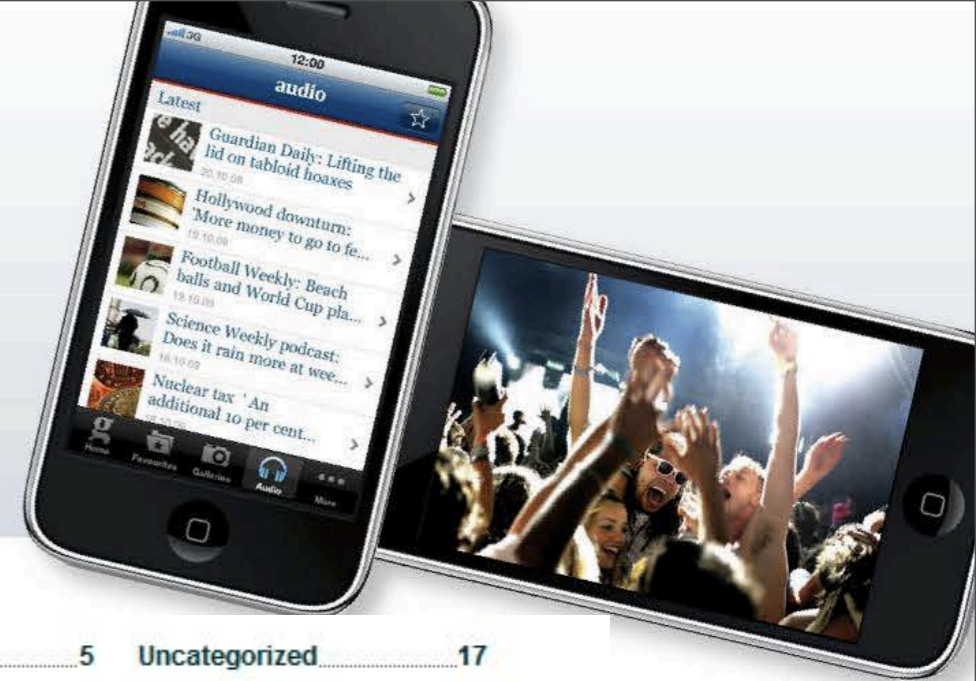 3G
12:00
audio
Latest
Guardian Daily: Lifting the
lid on tabloid hoaxes
20.10.09
Hollywood downturn:
'More money to go to fe...
19.10.09
Football Weekly: Beach
balls and World Cup pla...
19.10.09
Science Weekly podcast:
Does it rain more at wee...
Nuclear tax ' An
additional 10 per cent...
Home
Favourites
Galleries
Audio
More
5 Uncategorized 17